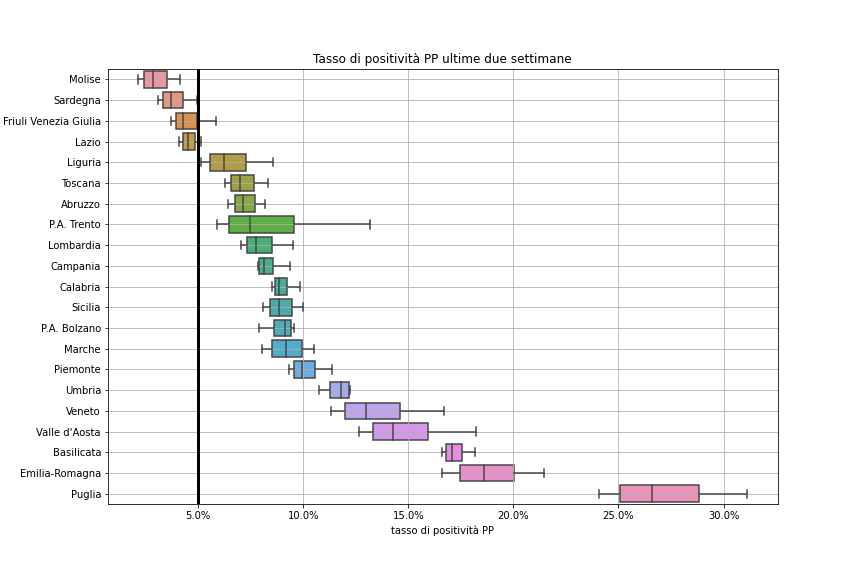 Tasso di positività PP ultime due settimane
Molise
Sardegna
Friuli Venezia Giulia
Lazio
Liguria
Toscana
Abruzzo
P.A. Trento
Lombardia
Campania
Calabria
Sicilia
P.A. Bolzano
Marche
Piemonte
Umbria
Veneto
Valle d'Aosta
Basilicata
Emilia-Romagna
Puglia
5.0% 10.0% 15.0% 20.0% 25.0% 30.0%
tasso di positività PP